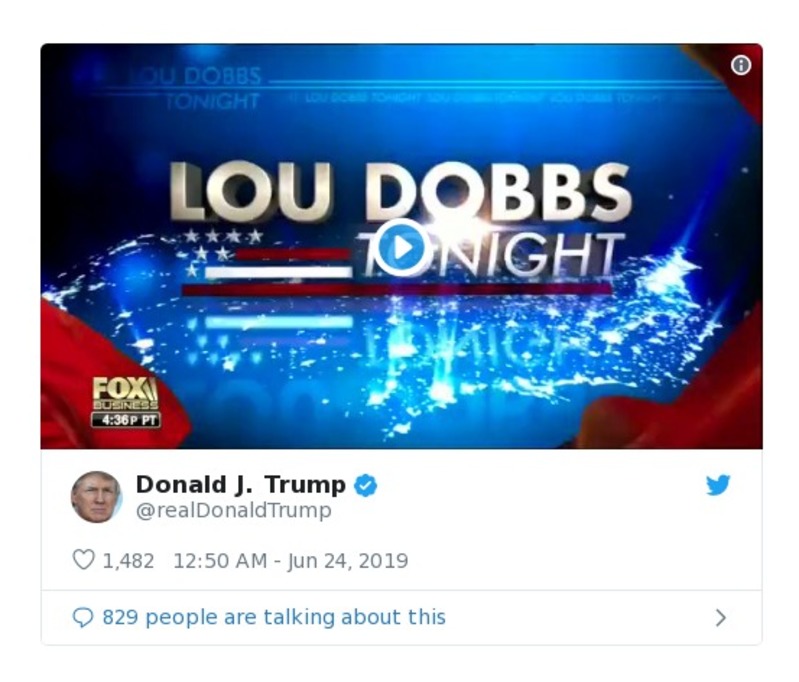 LOU DOBBS
TONIGHT
LOU DOBBS TONIGHT LOU DOBBS TONIGHT LOU DOBBS TONIGHT
LOU DOBBS
TONIGHT
FOX
BUSINESS
4:36P PT
Donald J. Trump
@realDonaldTrump
1,482 12:50 AM - Jun 24, 2019
829 people are talking about this